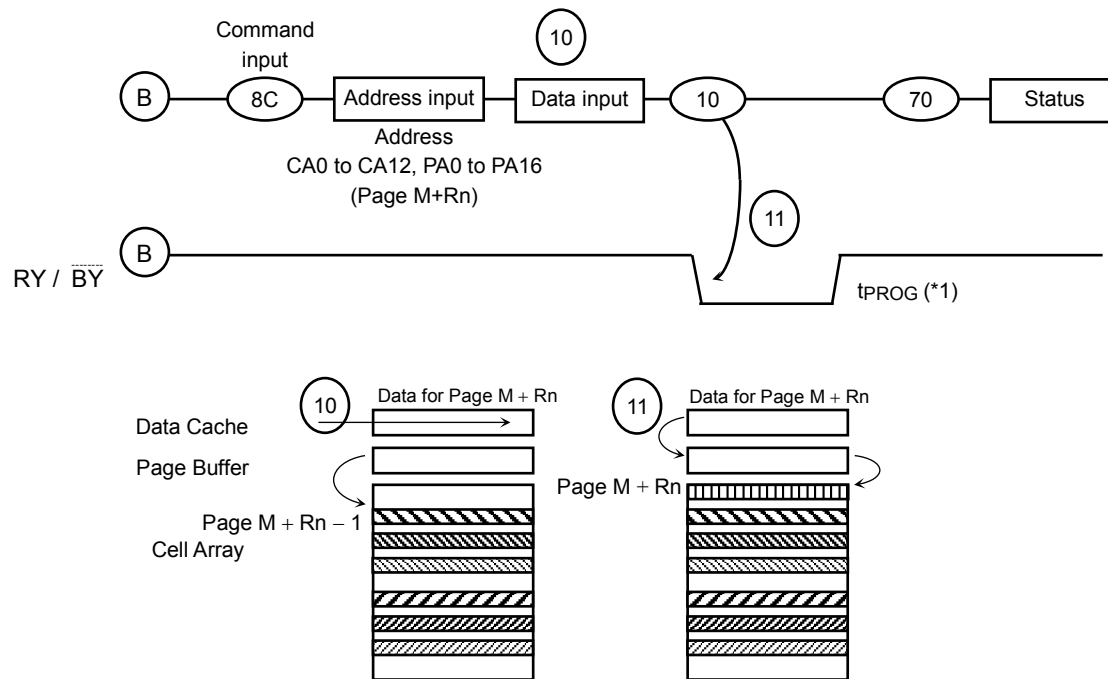 10
Command
input
B
8C
Address input
Data input
10
70
Status
Address
CA0 to CA12, PA0 to PA16
(Page M+Rn)
11
B
RY / BY
tPROG (*1)
10
Data for Page M + Rn
11
Data for Page M + Rn
Data Cache
Page Buffer
Page M + Rn
Page M + Rn − 1
Cell Array